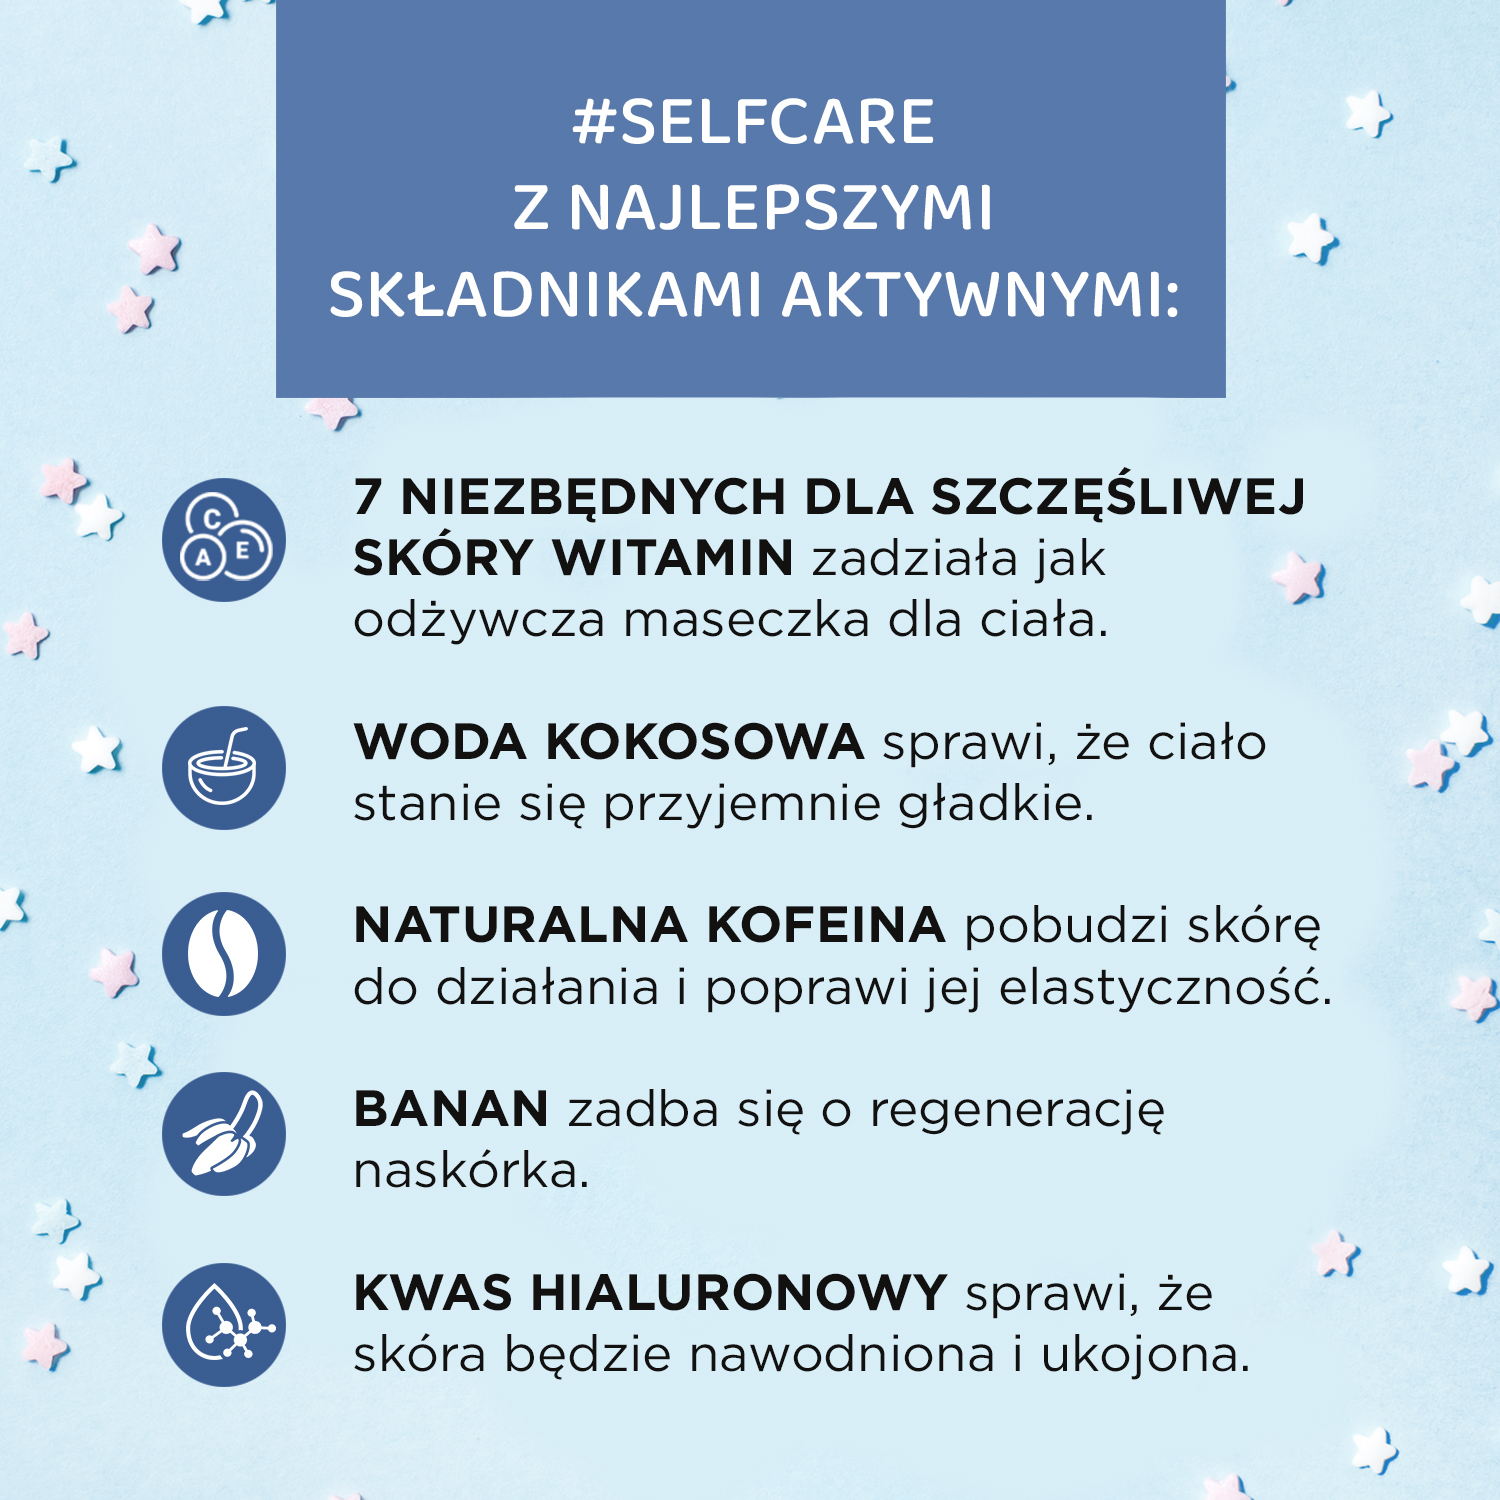 #SELFCARE
Z NAJLEPSZYMI
SKŁADNIKAMI AKTYWNYMI:
C
A E
7 NIEZBĘDNYCH DLA SZCZĘŚLIWEJ
SKÓRY WITAMIN zadziała jak
odżywcza maseczka dla ciała.
WODA KOKOSOWA sprawi, że ciało
stanie się przyjemnie gładkie.
NATURALNA KOFEINA pobudzi skórę
do działania i poprawi jej elastyczność.
BANAN zadba się o regenerację
naskórka.
KWAS HIALURONOWY sprawi, że
skóra będzie nawodniona i ukojona.